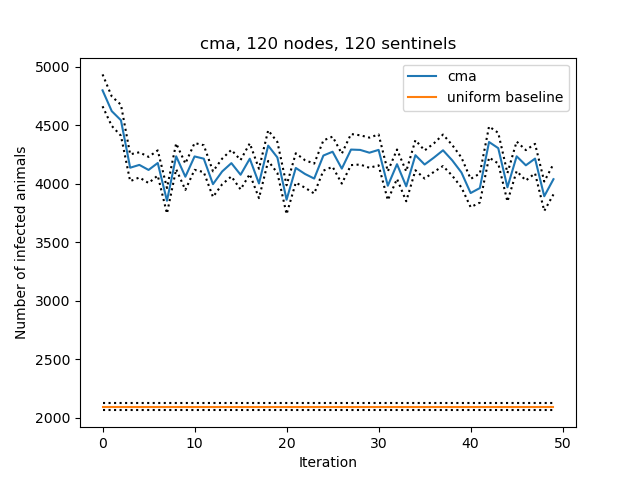 cma, 120 nodes, 120 sentinels
cma
uniform baseline
5000
4500
4000
3500
3000
2500
2000
Number of infected animals
0 10 20 30 40 50
Iteration